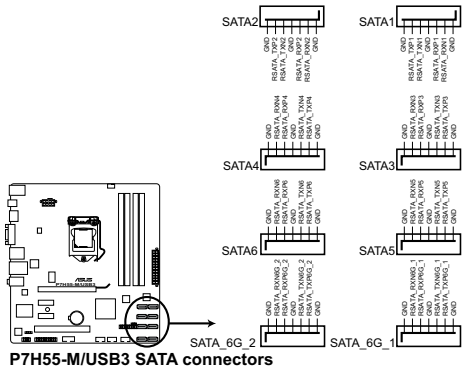 SATA2
GND
RSATA_TXP2
RSATA_TXN2
GND
RSATA_RXP2
RSATA_RXN2
GND
SATA1
GND
RSATA_TXP1
RSATA_TXN1
GND
RSATA_RXP1
RSATA_RXN1
GND
SATA4
GND
RSATA_RXN4
RSATA_RXP4
GND
RSATA_TXN4
RSATA_TXP4
GND
SATA3
GND
RSATA_RXN3
RSATA_RXP3
GND
RSATA_TXN3
RSATA_TXP3
GND
SATA6
GND
RSATA_RXN6
RSATA_RXP6
GND
RSATA_TXN6
RSATA_TXP6
GND
SATA5
GND
RSATA_RXN5
RSATA_RXP5
GND
RSATA_TXN5
RSATA_TXP5
GND
ASUS
P7H55-M/USB3
SATA_6G_2
GND
RSATA_RXN6G_2
RSATA_RXP6G_2
GND
RSATA_TXN6G_2
RSATA_TXP6G_2
GND
SATA_6G_1
GND
RSATA_RXN6G_1
RSATA_RXP6G_1
GND
RSATA_TXN6G_1
RSATA_TXP6G_1
GND
P7H55-M/USB3 SATA connectors